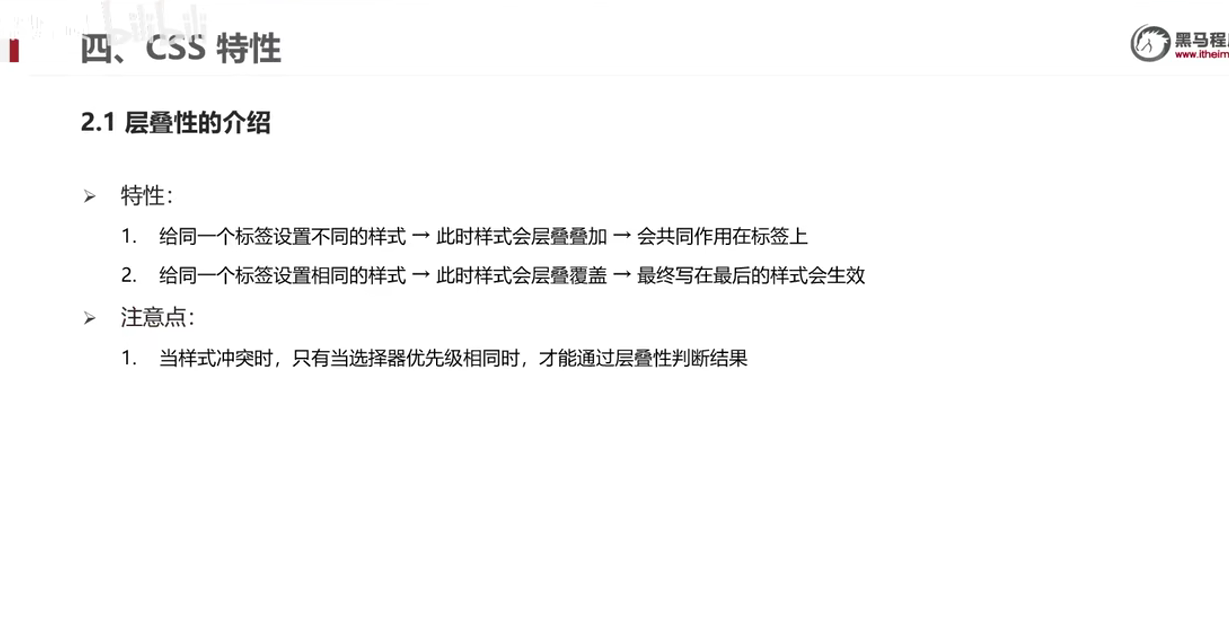 四、CSS 特性
黑马程
www.itheim
2.1 层叠性的介绍
➢ 特性：
1. 给同一个标签设置不同的样式 → 此时样式会层叠叠加 → 会共同作用在标签上
2. 给同一个标签设置相同的样式 → 此时样式会层叠覆盖 → 最终写在最后的样式会生效
➢ 注意点：
1. 当样式冲突时，只有当选择器优先级相同时，才能通过层叠性判断结果